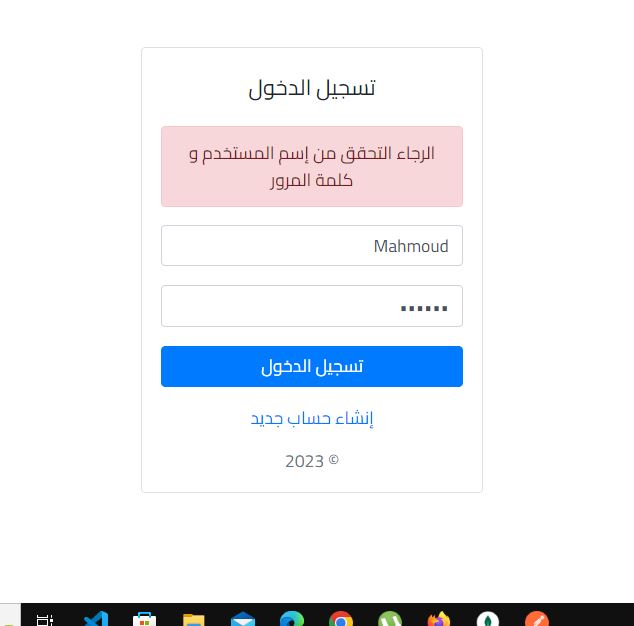 تسجيل الدخول
الرجاء التحقق من إسم المستخدم و
كلمة المرور
Mahmoud
••••••
تسجيل الدخول
إنشاء حساب جديد
© 2023